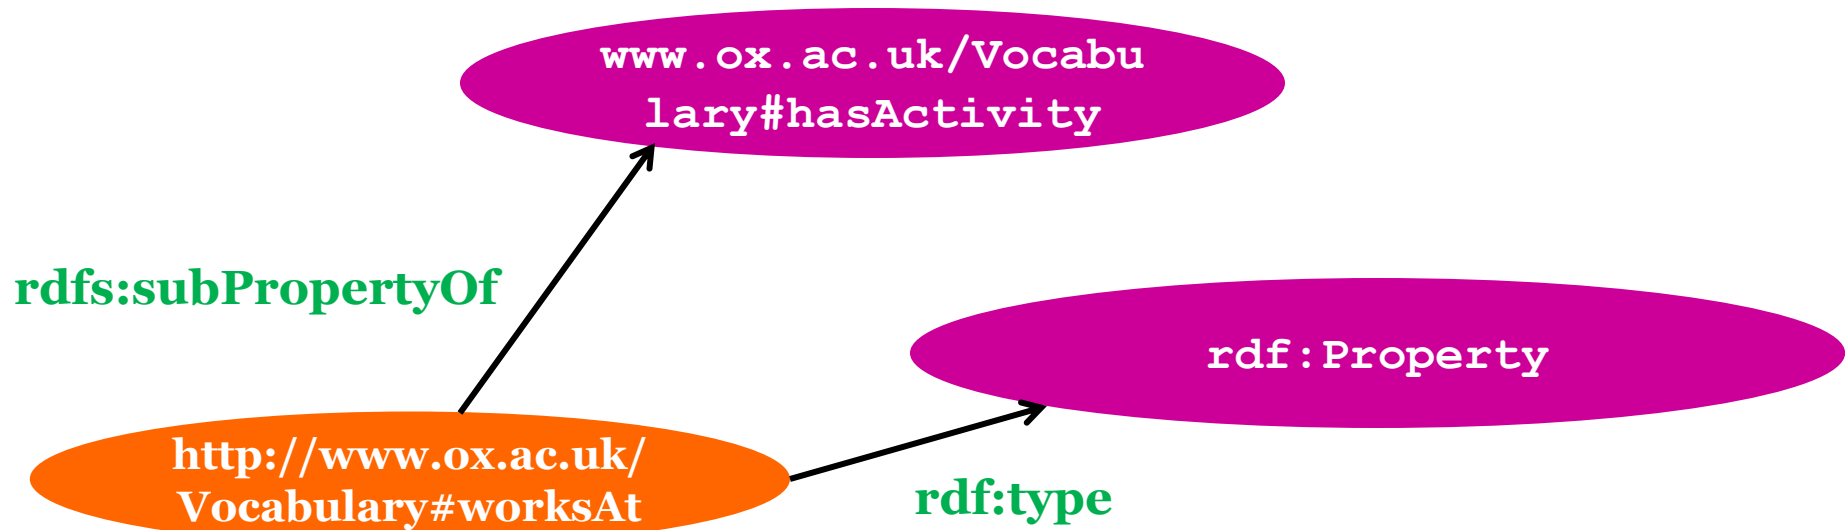 www.ox.ac.uk/Vocabu
lary#hasActivity
rdfs:subPropertyOf
rdf:Property
http://www.ox.ac.uk/
Vocabulary#worksAt
rdf:type